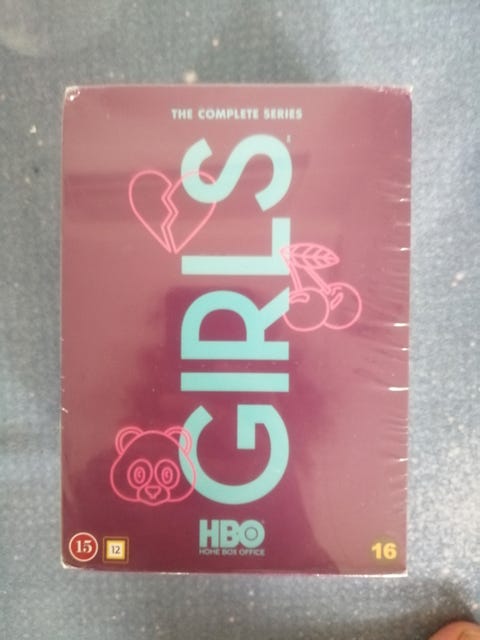 THE COMPLETE SERIES
GIRLS
HBO
HOME BOX OFFICE
15
12
16